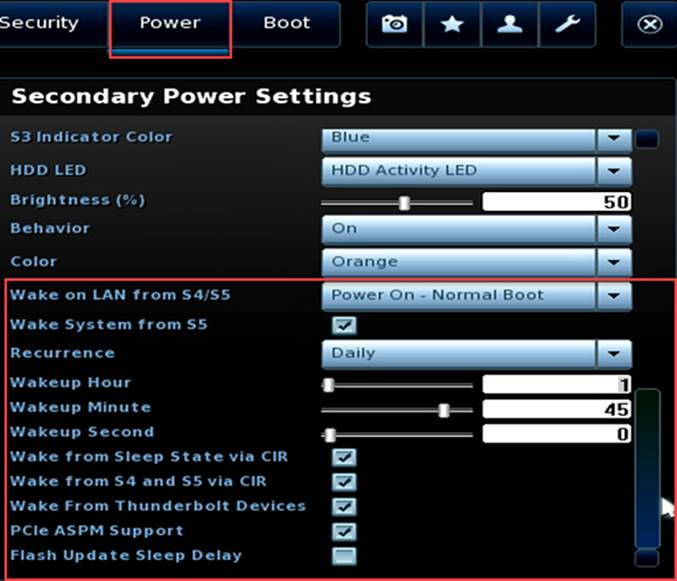 Security Power Boot
Secondary Power Settings
S3 Indicator Color Blue
HDD LED HDD Activity LED
Brightness (%) 50
Behavior On
Color Orange
Wake on LAN from S4/S5 Power On - Normal Boot
Wake System from S5
Recurrence Daily
Wakeup Hour 1
Wakeup Minute 45
Wakeup Second 0
Wake from Sleep State via CIR
Wake from S4 and S5 via CIR
Wake From Thunderbolt Devices
PCIe ASPM Support
Flash Update Sleep Delay